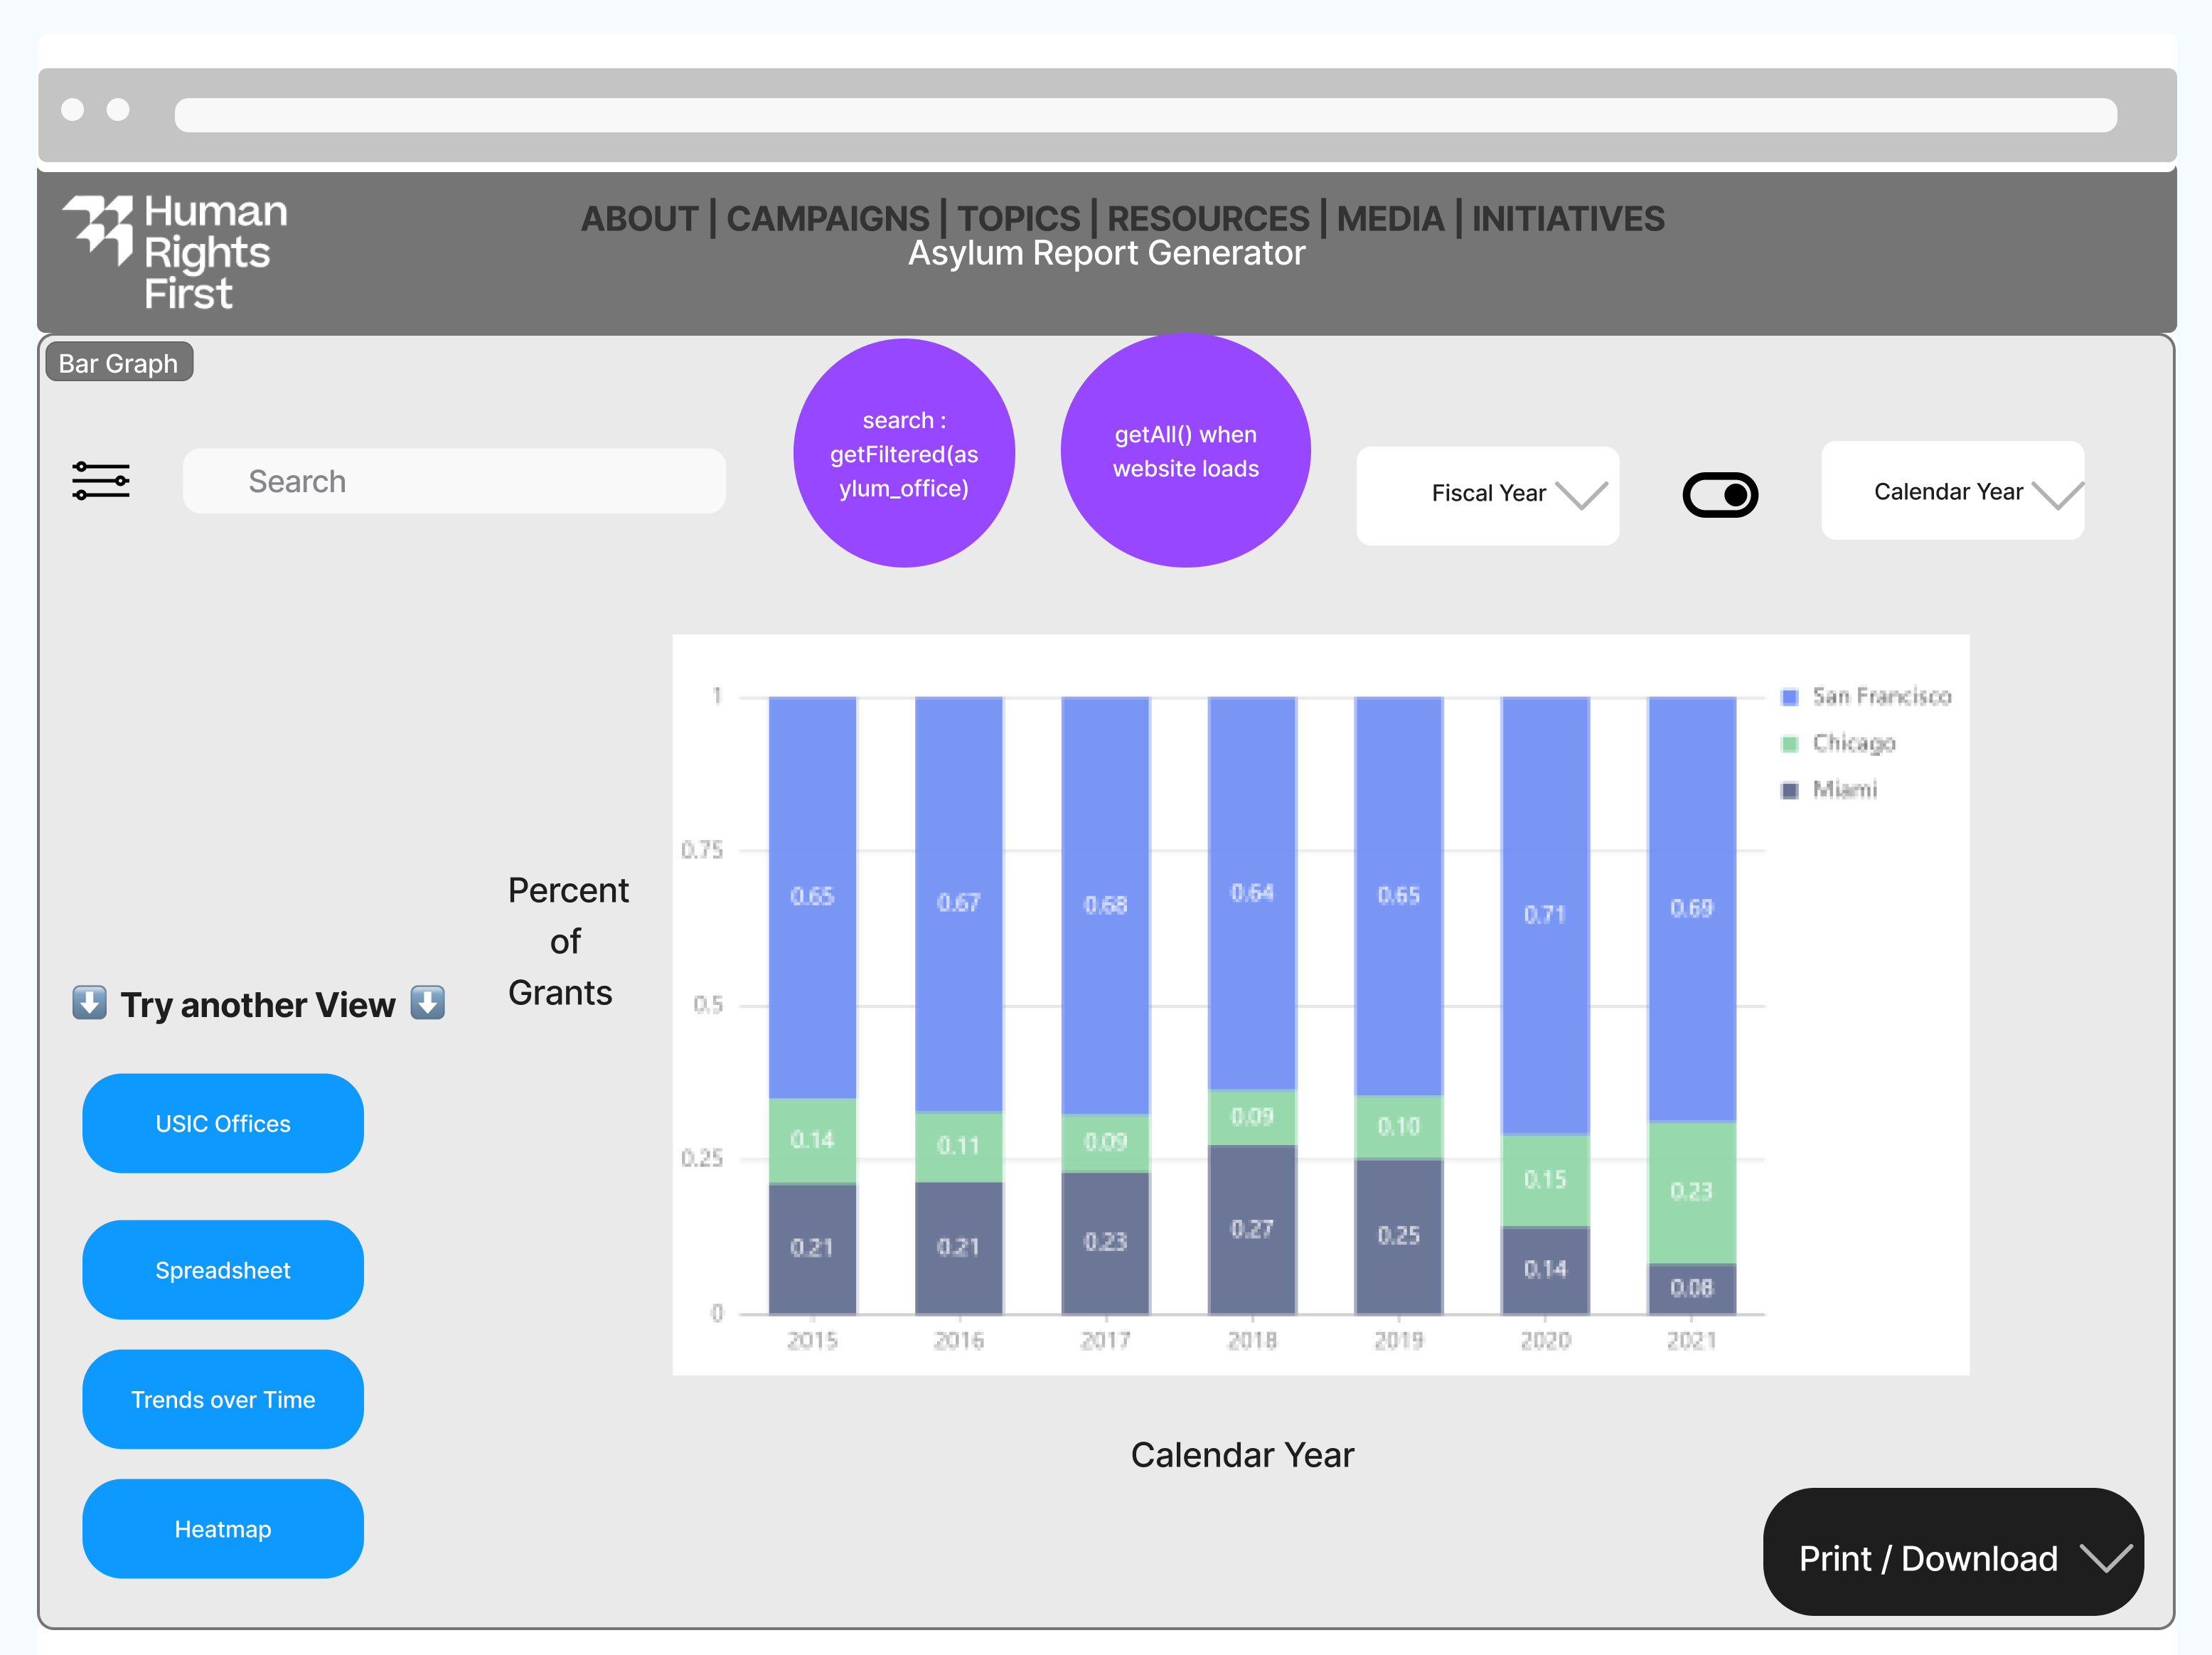 Human
Rights
First
ABOUT | CAMPAIGNS | TOPICS | RESOURCES | MEDIA | INITIATIVES
Asylum Report Generator
Bar Graph
Search
search :
getFiltered(as
ylum_office)
getAll() when
website loads
Fiscal Year
Calendar Year
Percent
of
Grants
1
0.75
0.5
0.25
0
0.65 0.67 0.68 0.64 0.65 0.71 0.69
0.14 0.11 0.09 0.09 0.10 0.15 0.23
0.21 0.21 0.23 0.27 0.25 0.14 0.08
2015 2016 2017 2018 2019 2020 2021
San Francisco
Chicago
Miami
Calendar Year
Try another View
USIC Offices
Spreadsheet
Trends over Time
Heatmap
Print / Download